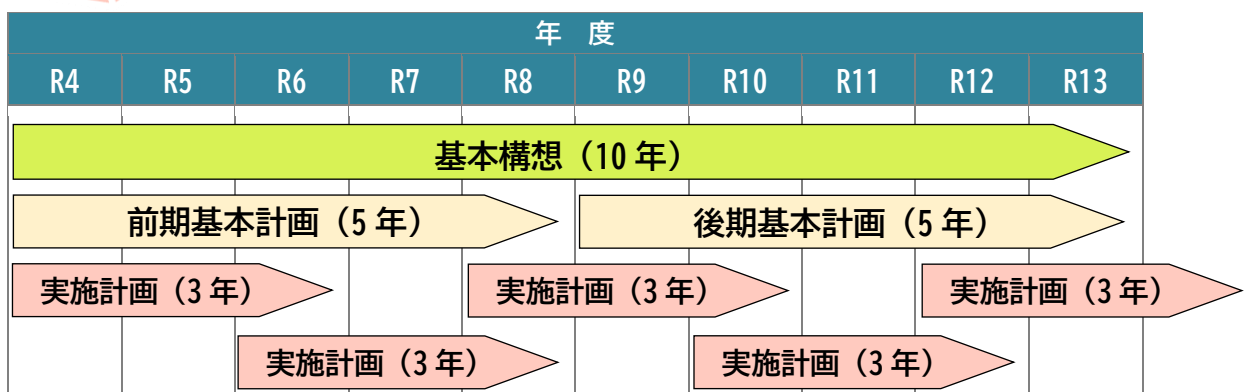 年 度
R4 R5 R6 R7 R8 R9 R10 R11 R12 R13
基本構想（10 年）
前期基本計画（5 年） 後期基本計画（5 年）
実施計画（3 年） 実施計画（3 年） 実施計画（3 年）
実施計画（3 年） 実施計画（3 年）